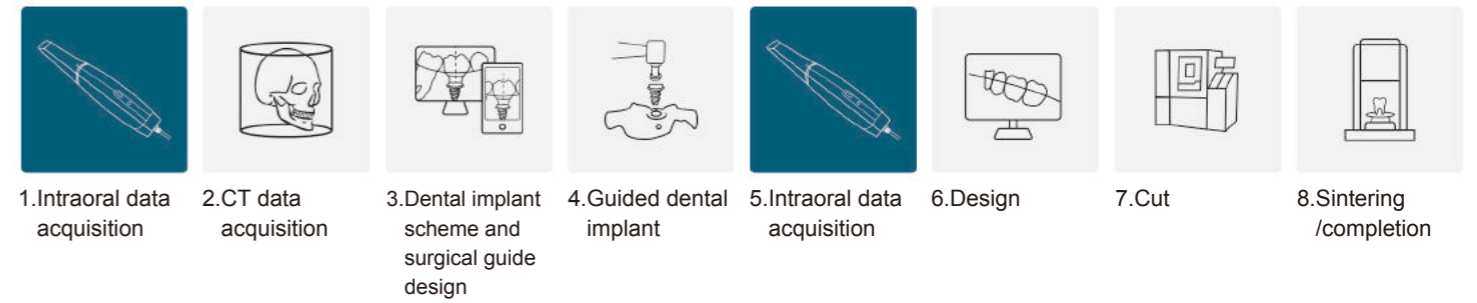 1.Intraoral data
acquisition
2.CT data
acquisition
3.Dental implant
scheme and
surgical guide
design
4.Guided dental
implant
5.Intraoral data
acquisition
6.Design
7.Cut
8.Sintering
/completion